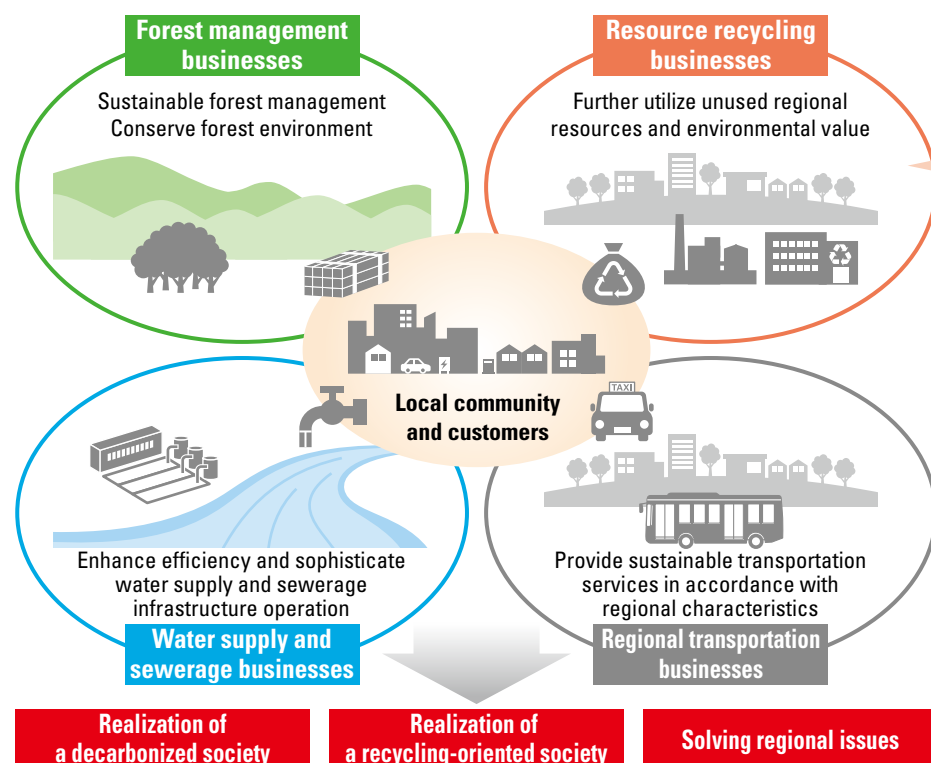 Forest management
businesses
Sustainable forest management
Conserve forest environment
Resource recycling
businesses
Further utilize unused regional
resources and environmental value
Local community
and customers
TAXI
Enhance efficiency and sophisticate
water supply and sewerage
infrastructure operation
Water supply and
sewerage businesses
Provide sustainable transportation
services in accordance with
regional characteristics
Regional transportation
businesses
Realization of
a decarbonized society
Realization of
a recycling-oriented society
Solving regional issues